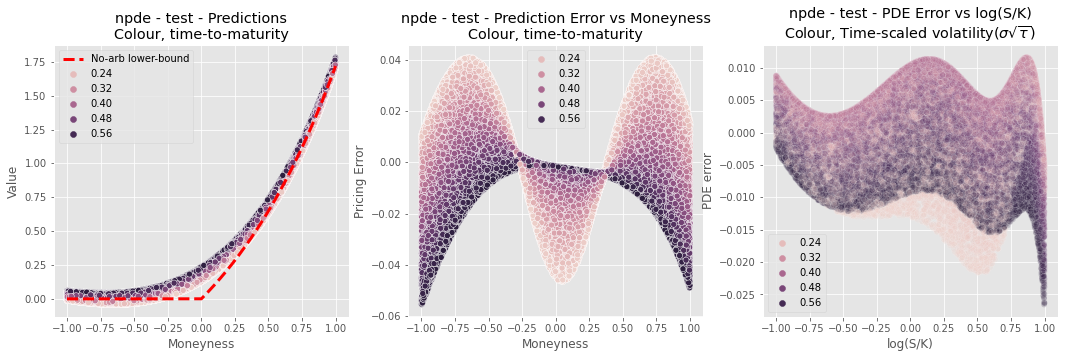 npde - test - Predictions
Colour, time-to-maturity
No-arb lower-bound
0.24
0.32
0.40
0.48
0.56
1.75
1.50
1.25
1.00
0.75
0.50
0.25
0.00
Value
−1.00 −0.75 −0.50 −0.25 0.00 0.25 0.50 0.75 1.00
Moneyness
npde - test - Prediction Error vs Moneyness
Colour, time-to-maturity
0.24
0.32
0.40
0.48
0.56
0.04
0.02
0.00
−0.02
−0.04
−0.06
Pricing Error
−1.00 −0.75 −0.50 −0.25 0.00 0.25 0.50 0.75 1.00
Moneyness
npde - test - PDE Error vs log(S/K)
Colour, Time-scaled volatility(σ√τ)
0.010
0.005
0.000
−0.005
−0.010
−0.015
−0.020
−0.025
PDE error
0.24
0.32
0.40
0.48
0.56
−1.00 −0.75 −0.50 −0.25 0.00 0.25 0.50 0.75 1.00
log(S/K)